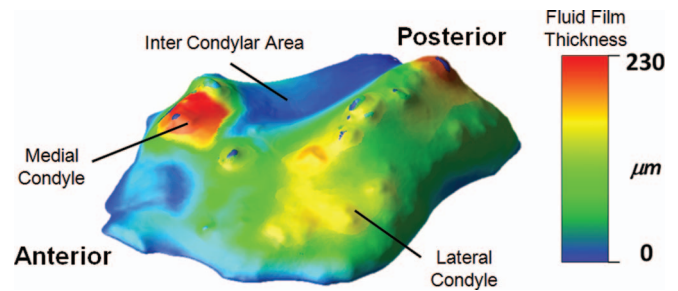 Fluid Film
Thickness
Inter Condylar Area
Posterior
230
Medial
Condyle
μm
Anterior
Lateral
Condyle
0